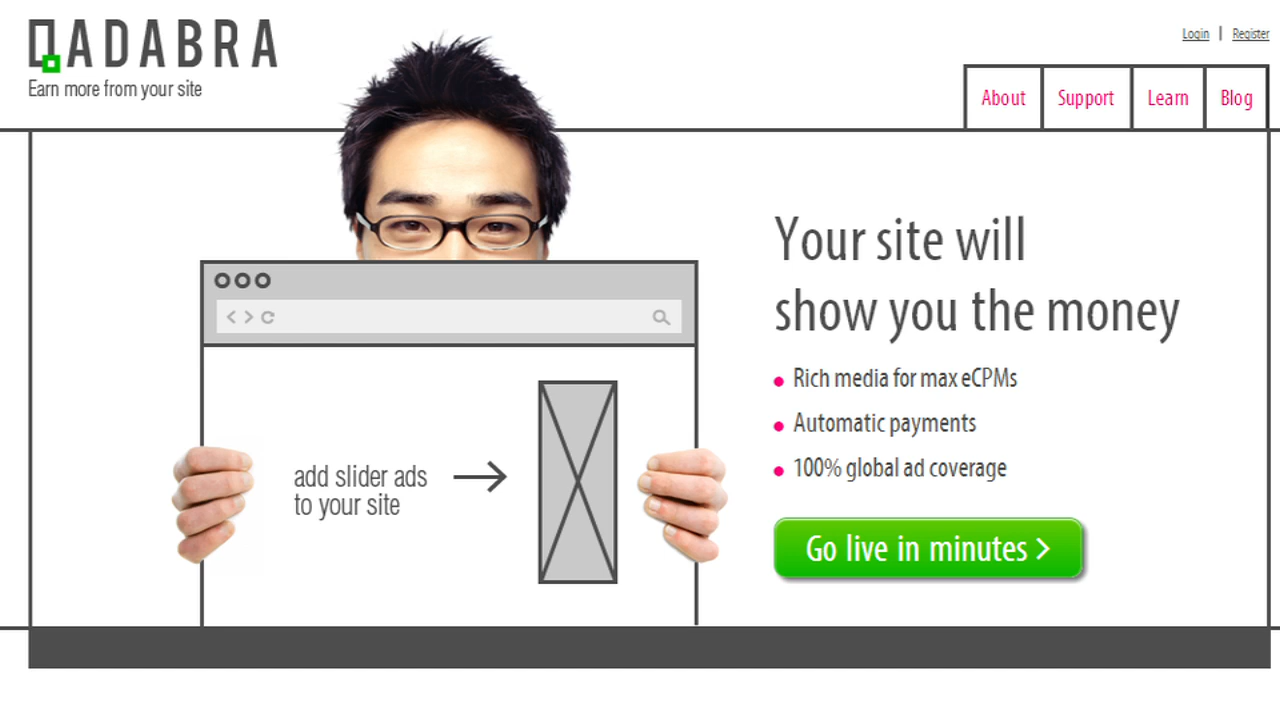 QADABRA
Earn more from your site
Login | Register
About
Support
Learn
Blog
Your site will
show you the money
Rich media for max eCPMs
Automatic payments
100% global ad coverage
Go live in minutes >
add slider ads
to your site